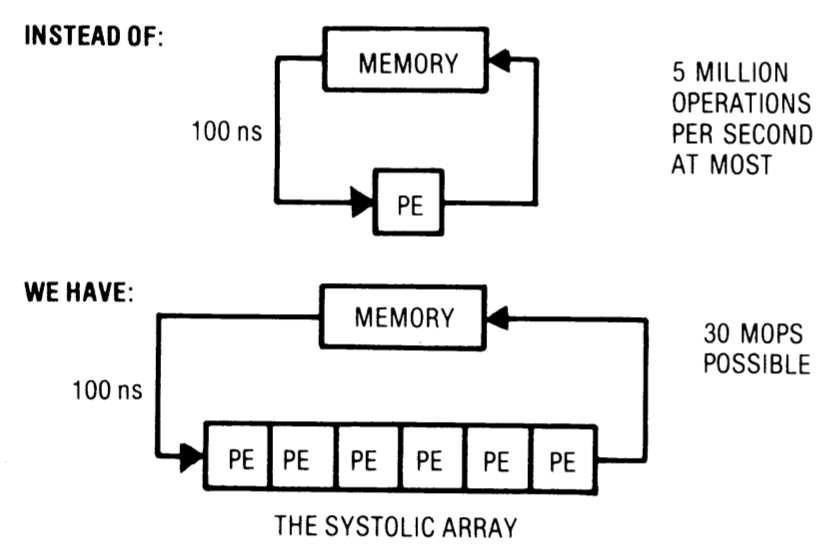 INSTEAD OF:
MEMORY
100 ns
PE
5 MILLION
OPERATIONS
PER SECOND
AT MOST
WE HAVE:
MEMORY
100 ns
30 MOPS
POSSIBLE
PE PE PE PE PE PE
THE SYSTOLIC ARRAY